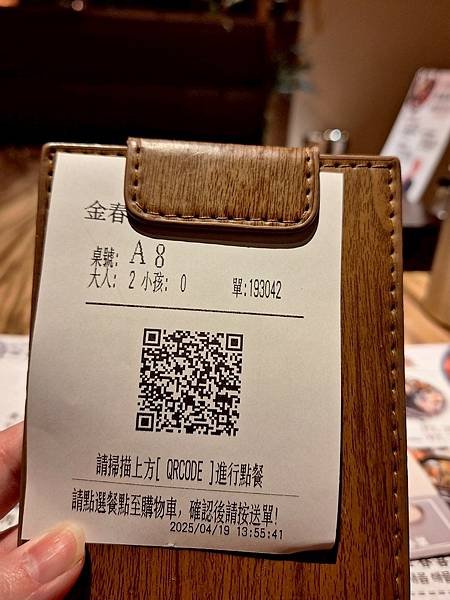 金春
桌號: A 8
大人: 2 小孩: 0 單:193042
請掃描上方[ QRCODE ]進行點餐
請點選餐點至購物車, 確認後請按送單!
2025/04/19 13:55:41